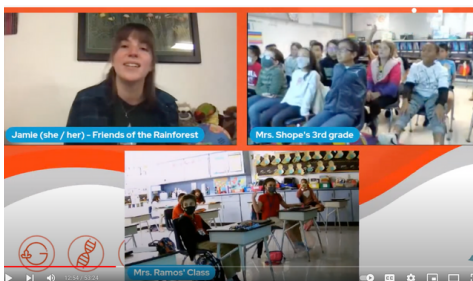 Jamie (she / her) - Friends of the Rainforest
Mrs. Shope's 3rd grade
Mrs. Ramos' Class